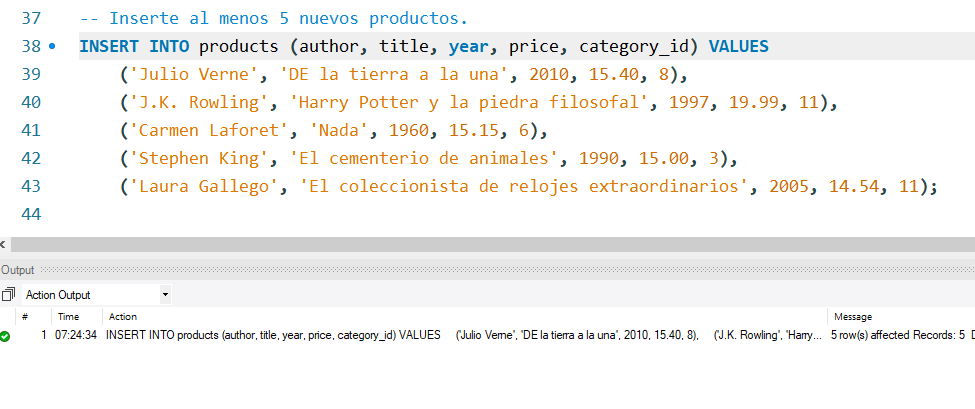 37 -- Inserte al menos 5 nuevos productos.
38 INSERT INTO products (author, title, year, price, category_id) VALUES
39 ('Julio Verne', 'DE la tierra a la una', 2010, 15.40, 8),
40 ('J.K. Rowling', 'Harry Potter y la piedra filosofal', 1997, 19.99, 11),
41 ('Carmen Laforet', 'Nada', 1960, 15.15, 6),
42 ('Stephen King', 'El cementerio de animales', 1990, 15.00, 3),
43 ('Laura Gallego', 'El coleccionista de relojes extraordinarios', 2005, 14.54, 11);
44
Output
Action Output
# Time Action Message
1 07:24:34 INSERT INTO products (author, title, year, price, category_id) VALUES ('Julio Verne', 'DE la tierra a la una', 2010, 15.40, 8), ('J.K. Rowling', 'Harry... 5 row(s) affected Records: 5 D